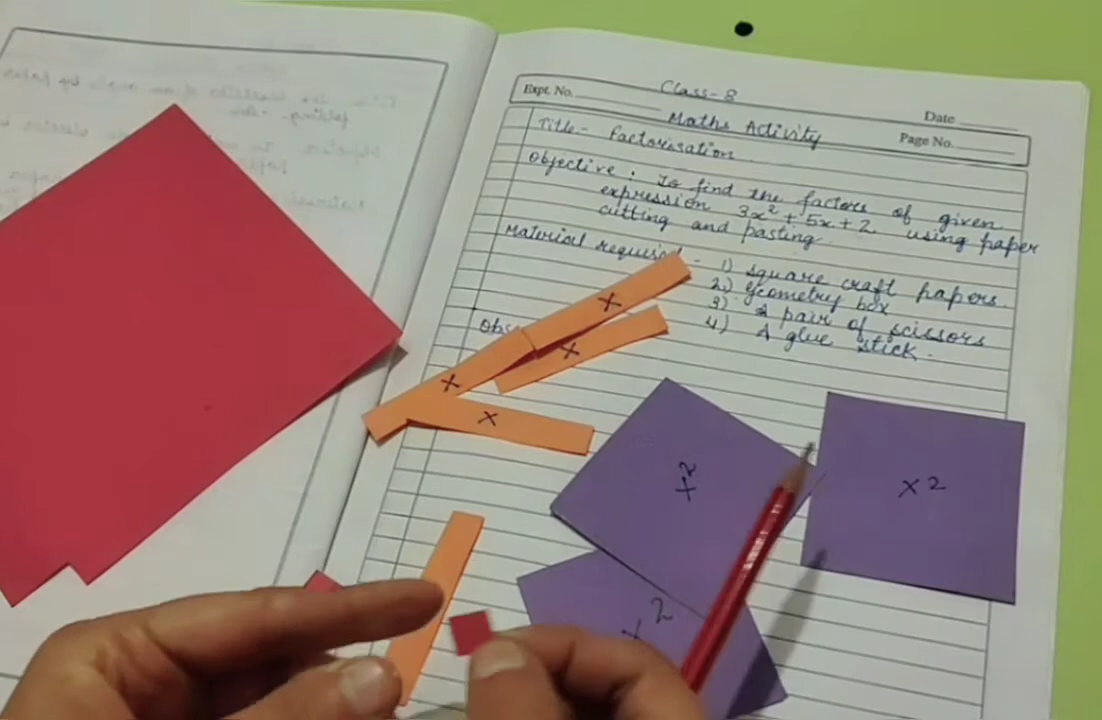 Class-8
Expt. No.
Date
Maths Activity
Page No.
Title - Factorisation
Objective : To find the factors of given
expression 3x² + 5x + 2 using paper
cutting and pasting.
Material required - 1) square craft papers
2) geometry box
3) A pair of scissors
4) A glue stick.
Obs
x
x
x
x
x²
x²
x²